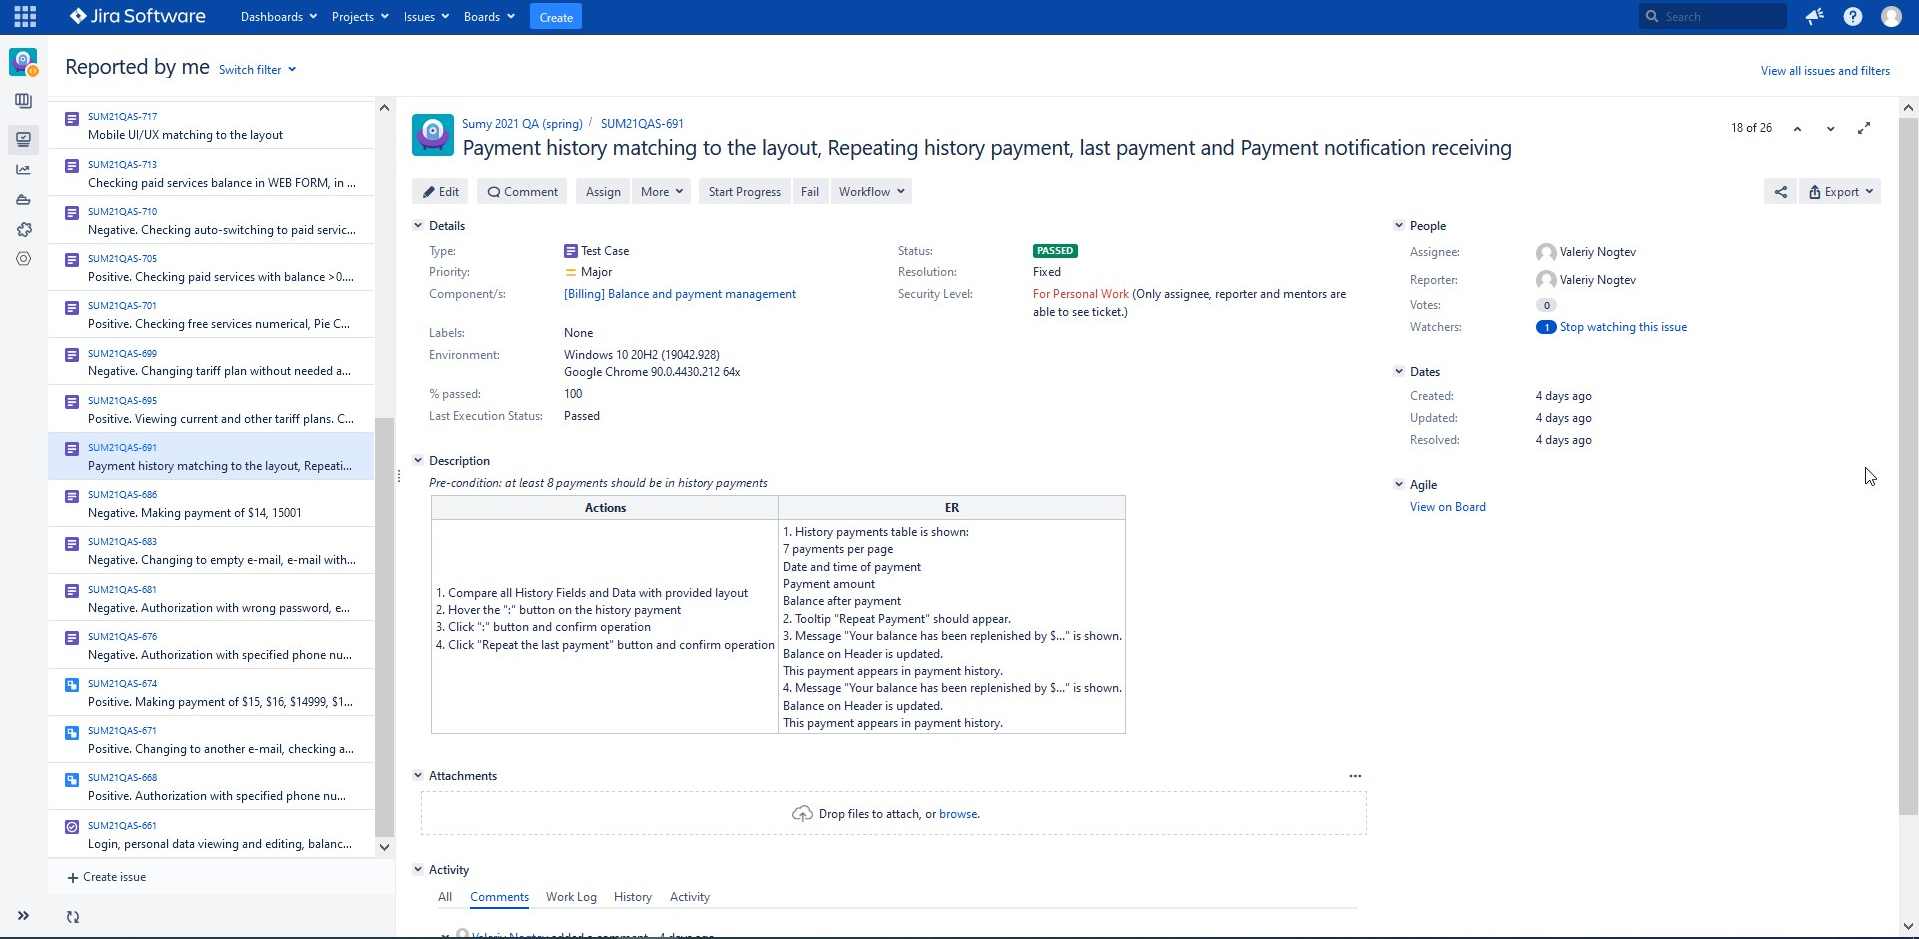 Jira Software
Dashboards
Projects
Issues
Boards
Create
Search
Reported by me
Switch filter
View all issues and filters
SUM21QAS-717
Mobile UI/UX matching to the layout
SUM21QAS-713
Checking paid services balance in WEB FORM, in ...
SUM21QAS-710
Negative. Checking auto-switching to paid servic...
SUM21QAS-705
Positive. Checking paid services with balance >0....
SUM21QAS-701
Positive. Checking free services numerical, Pie C...
SUM21QAS-699
Negative. Changing tariff plan without needed a...
SUM21QAS-695
Positive. Viewing current and other tariff plans. C...
SUM21QAS-691
Payment history matching to the layout, Repeati...
SUM21QAS-686
Negative. Making payment of $14, 15001
SUM21QAS-683
Negative. Changing to empty e-mail, e-mail with...
SUM21QAS-681
Negative. Authorization with wrong password, e...
SUM21QAS-676
Negative. Authorization with specified phone nu...
SUM21QAS-674
Positive. Making payment of $15, $16, $14999, $1...
SUM21QAS-671
Positive. Changing to another e-mail, checking a...
SUM21QAS-668
Positive. Authorization with specified phone nu...
SUM21QAS-661
Login, personal data viewing and editing, balanc...
+ Create issue
Sumy 2021 QA (spring) / SUM21QAS-691
18 of 26
Payment history matching to the layout, Repeating history payment, last payment and Payment notification receiving
Edit
Comment
Assign
More
Start Progress
Fail
Workflow
Export
Details
Type: Test Case
Status: PASSED
Priority: Major
Resolution: Fixed
Component/s: [Billing] Balance and payment management
Security Level: For Personal Work (Only assignee, reporter and mentors are
able to see ticket.)
Labels: None
Environment: Windows 10 20H2 (19042.928)
Google Chrome 90.0.4430.212 64x
% passed: 100
Last Execution Status: Passed
People
Assignee: Valeriy Nogtev
Reporter: Valeriy Nogtev
Votes: 0
Watchers: 1 Stop watching this issue
Dates
Created: 4 days ago
Updated: 4 days ago
Resolved: 4 days ago
Agile
View on Board
Description
Pre-condition: at least 8 payments should be in history payments
Actions
ER
1. Compare all History Fields and Data with provided layout
2. Hover the ":" button on the history payment
3. Click ":" button and confirm operation
4. Click "Repeat the last payment" button and confirm operation
1. History payments table is shown:
7 payments per page
Date and time of payment
Payment amount
Balance after payment
2. Tooltip "Repeat Payment" should appear.
3. Message "Your balance has been replenished by $..." is shown.
Balance on Header is updated.
This payment appears in payment history.
4. Message "Your balance has been replenished by $..." is shown.
Balance on Header is updated.
This payment appears in payment history.
Attachments
Drop files to attach, or browse.
Activity
All
Comments
Work Log
History
Activity
Valeriy Nogtev added a comment - 4 days ago